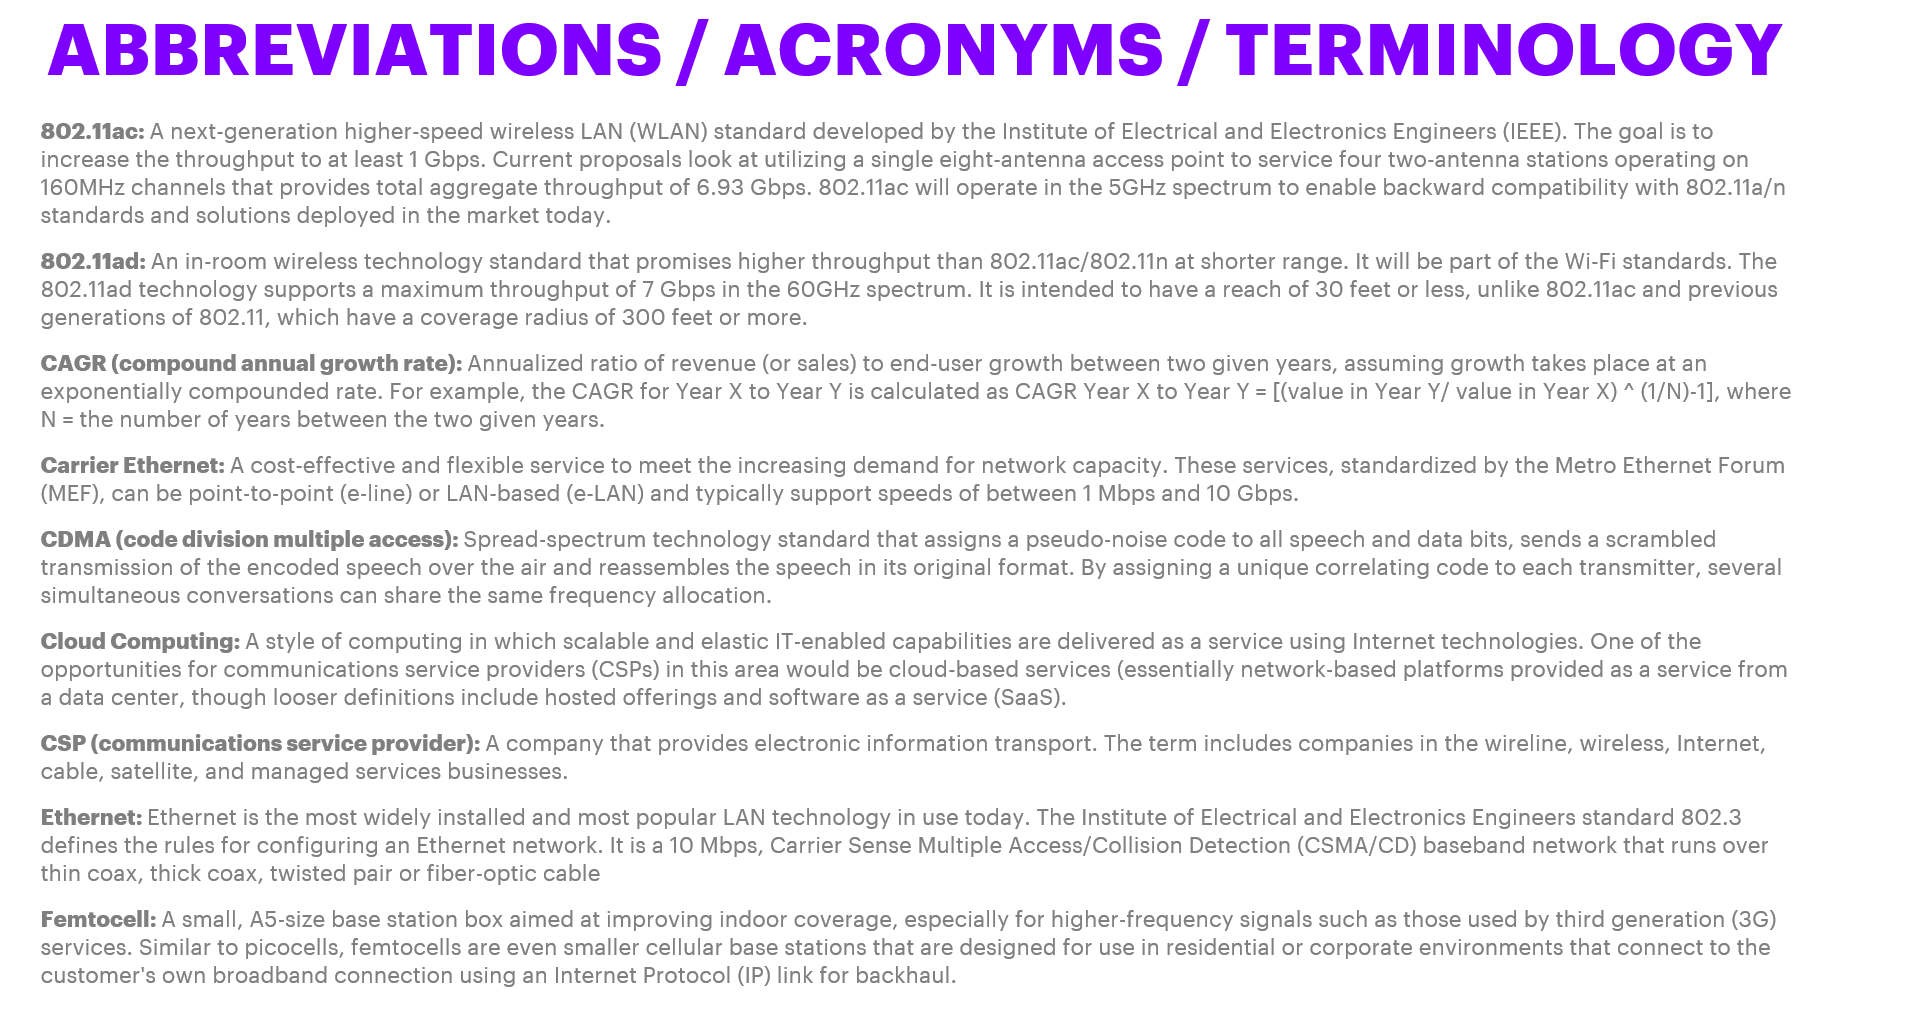 ABBREVIATIONS / ACRONYMS / TERMINOLOGY
802.11ac: A next-generation higher-speed wireless LAN (WLAN) standard developed by the Institute of Electrical and Electronics Engineers (IEEE). The goal is to
increase the throughput to at least 1 Gbps. Current proposals look at utilizing a single eight-antenna access point to service four two-antenna stations operating on
160MHz channels that provides total aggregate throughput of 6.93 Gbps. 802.11ac will operate in the 5GHz spectrum to enable backward compatibility with 802.11a/n
standards and solutions deployed in the market today.
802.11ad: An in-room wireless technology standard that promises higher throughput than 802.11ac/802.11n at shorter range. It will be part of the Wi-Fi standards. The
802.11ad technology supports a maximum throughput of 7 Gbps in the 60GHz spectrum. It is intended to have a reach of 30 feet or less, unlike 802.11ac and previous
generations of 802.11, which have a coverage radius of 300 feet or more.
CAGR (compound annual growth rate): Annualized ratio of revenue (or sales) to end-user growth between two given years, assuming growth takes place at an
exponentially compounded rate. For example, the CAGR for Year X to Year Y is calculated as CAGR Year X to Year Y = [(value in Year Y/ value in Year X) ^ (1/N)-1], where
N = the number of years between the two given years.
Carrier Ethernet: A cost-effective and flexible service to meet the increasing demand for network capacity. These services, standardized by the Metro Ethernet Forum
(MEF), can be point-to-point (e-line) or LAN-based (e-LAN) and typically support speeds of between 1 Mbps and 10 Gbps.
CDMA (code division multiple access): Spread-spectrum technology standard that assigns a pseudo-noise code to all speech and data bits, sends a scrambled
transmission of the encoded speech over the air and reassembles the speech in its original format. By assigning a unique correlating code to each transmitter, several
simultaneous conversations can share the same frequency allocation.
Cloud Computing: A style of computing in which scalable and elastic IT-enabled capabilities are delivered as a service using Internet technologies. One of the
opportunities for communications service providers (CSPs) in this area would be cloud-based services (essentially network-based platforms provided as a service from
a data center, though looser definitions include hosted offerings and software as a service (SaaS).
CSP (communications service provider): A company that provides electronic information transport. The term includes companies in the wireline, wireless, Internet,
cable, satellite, and managed services businesses.
Ethernet: Ethernet is the most widely installed and most popular LAN technology in use today. The Institute of Electrical and Electronics Engineers standard 802.3
defines the rules for configuring an Ethernet network. It is a 10 Mbps, Carrier Sense Multiple Access/Collision Detection (CSMA/CD) baseband network that runs over
thin coax, thick coax, twisted pair or fiber-optic cable
Femtocell: A small, A5-size base station box aimed at improving indoor coverage, especially for higher-frequency signals such as those used by third generation (3G)
services. Similar to picocells, femtocells are even smaller cellular base stations that are designed for use in residential or corporate environments that connect to the
customer's own broadband connection using an Internet Protocol (IP) link for backhaul.